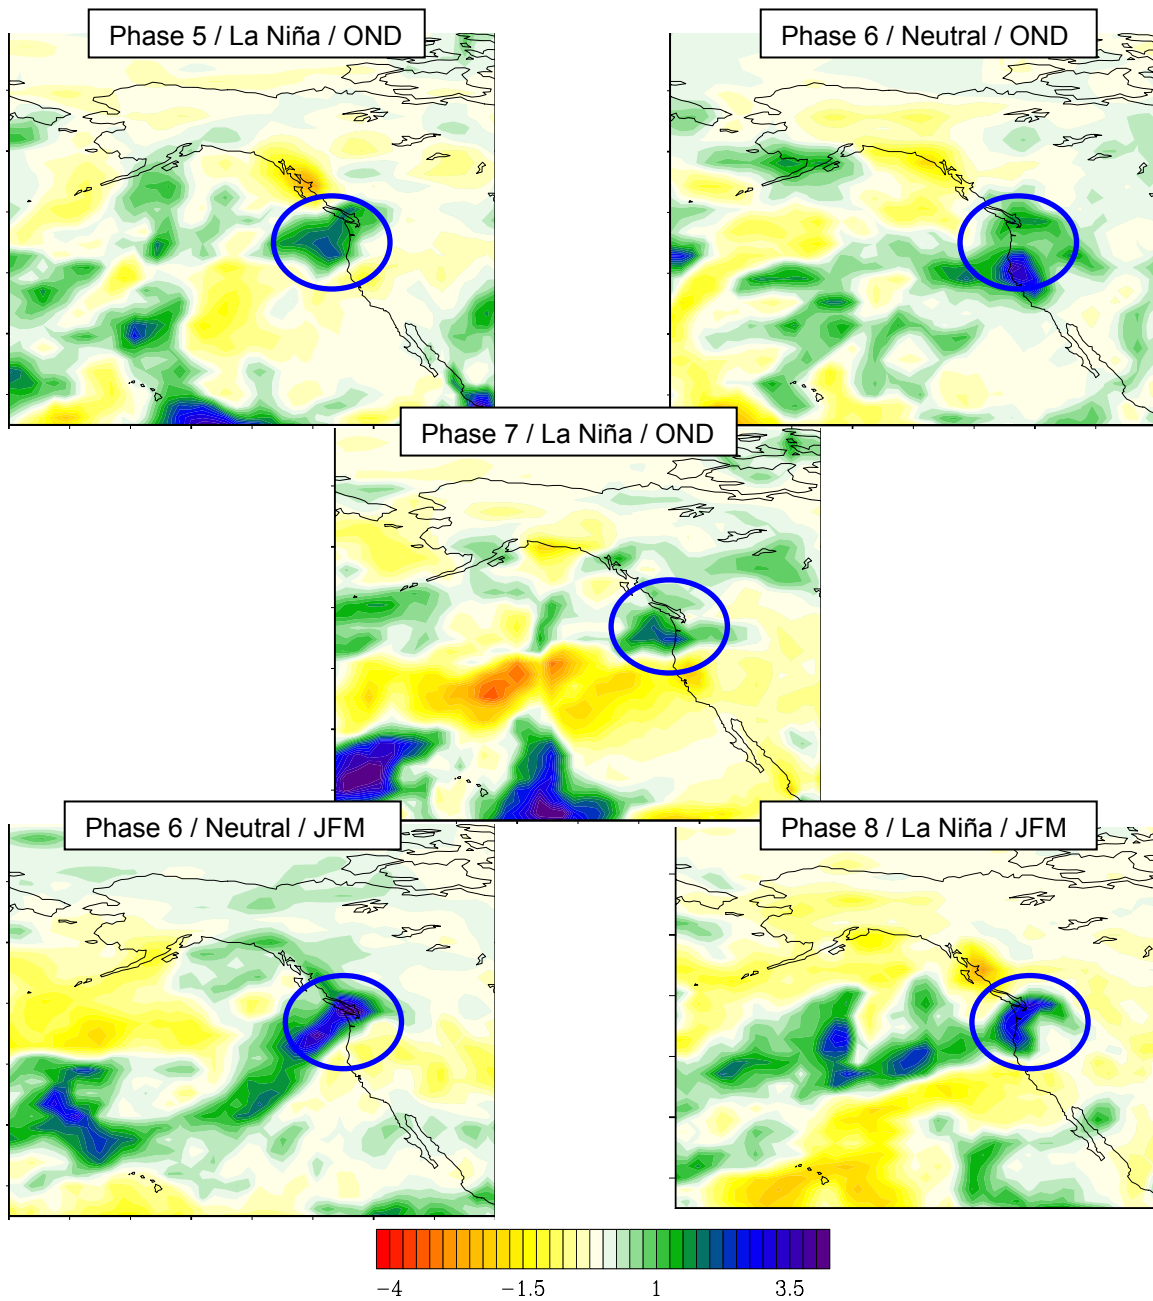 Phase 5 / La Niña / OND
Phase 6 / Neutral / OND
Phase 7 / La Niña / OND
Phase 6 / Neutral / JFM
Phase 8 / La Niña / JFM
−4 −1.5 1 3.5